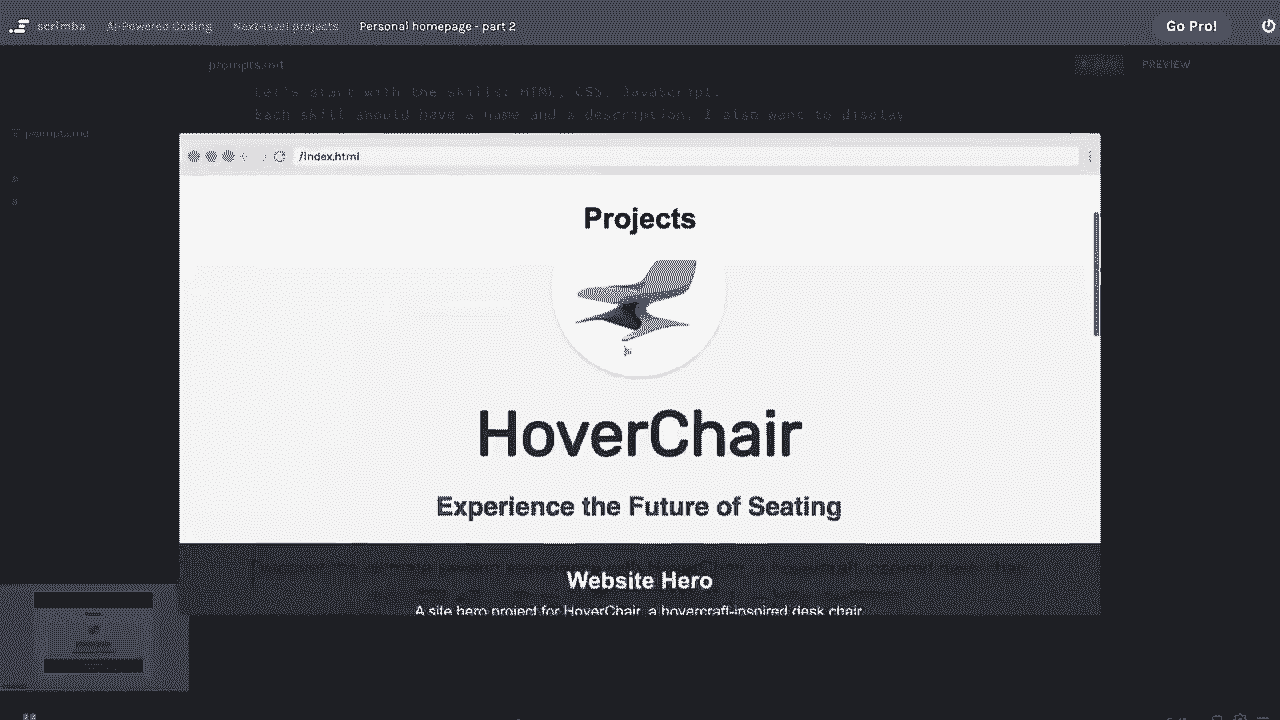 scrimba AI-Powered Coding Next-level projects Personal homepage - part 2 Go Pro!
prompts.md PREVIEW
Let's start with the skills: HTML, CSS, JavaScript.
Each skill should have a name and a description. I also want to display
prompts.md
/index.html
Projects
HoverChair
Experience the Future of Seating
Website Hero
A site hero project for HoverChair, a hovercraft-inspired desk chair